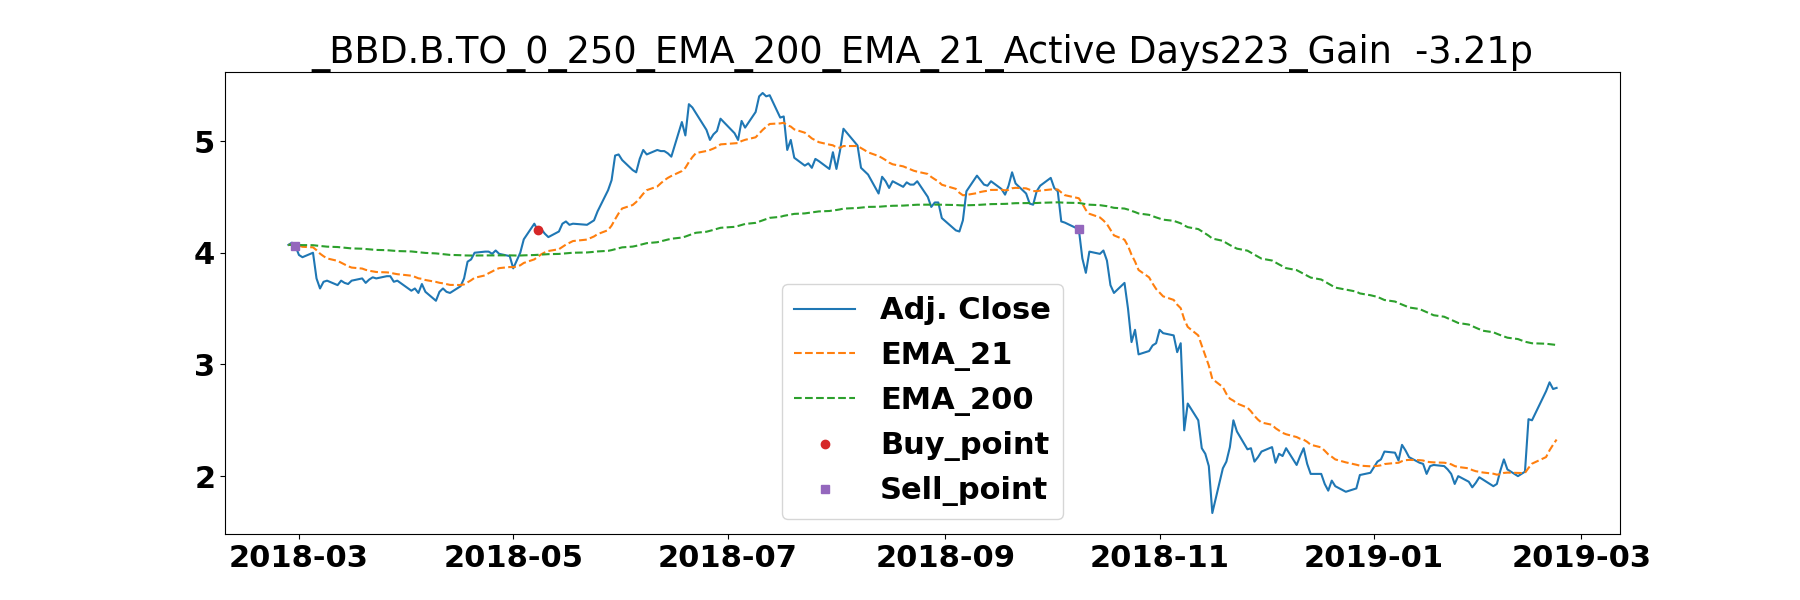 _BBD.B.TO_0_250_EMA_200_EMA_21_Active Days223_Gain  -3.21p
5
4
3
2
Adj. Close
EMA_21
EMA_200
Buy_point
Sell_point
2018-03 2018-05 2018-07 2018-09 2018-11 2019-01 2019-03